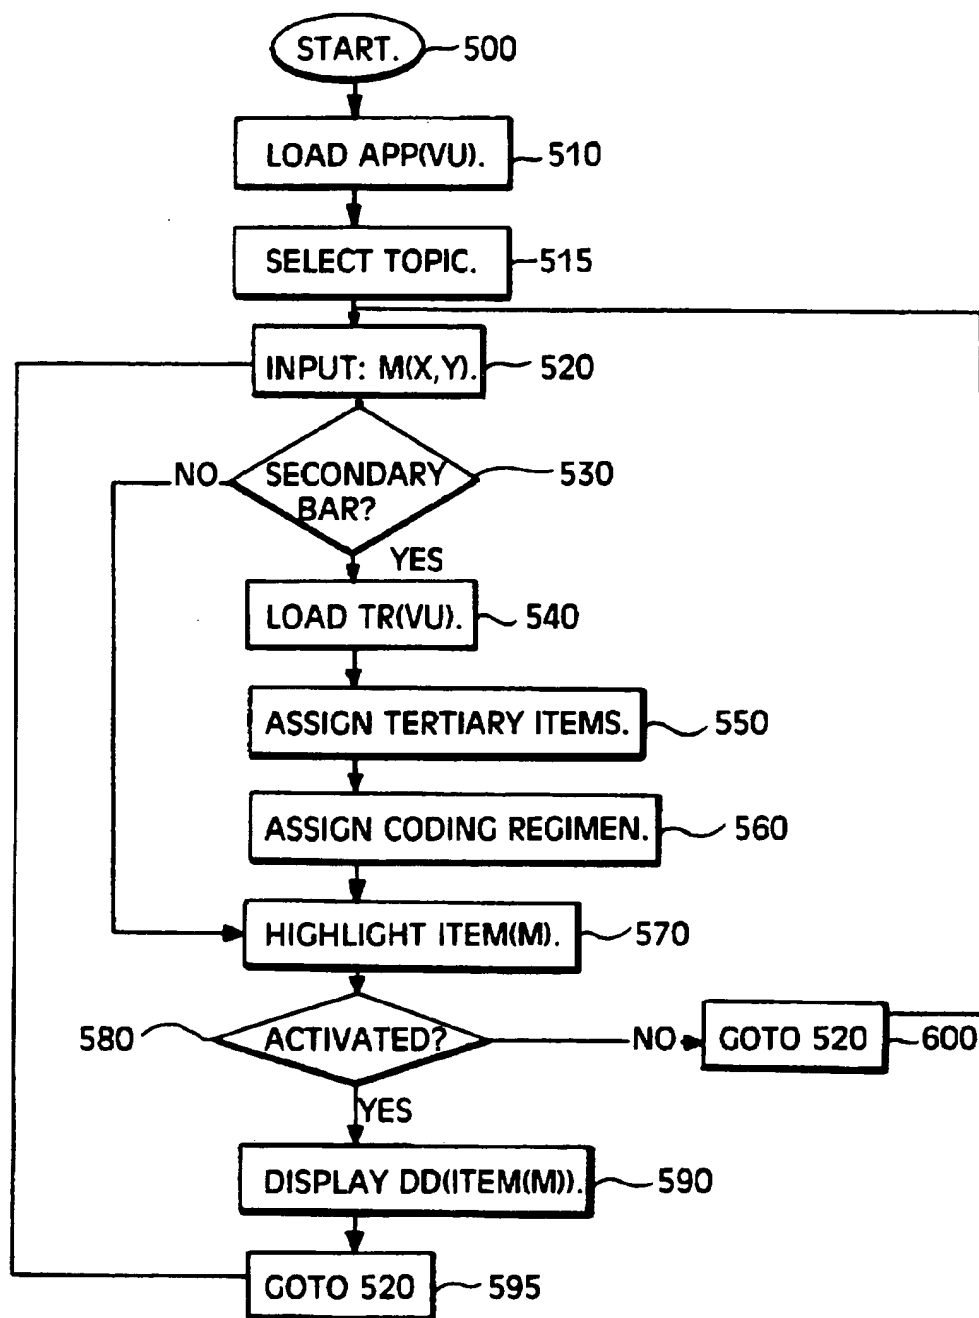 START. 500
LOAD APP(VU). 510
SELECT TOPIC. 515
INPUT: M(X,Y). 520
NO SECONDARY 530
BAR?
YES
LOAD TR(VU). 540
ASSIGN TERTIARY ITEMS. 550
ASSIGN CODING REGIMEN. 560
HIGHLIGHT ITEM(M). 570
580 ACTIVATED? NO GOTO 520 600
YES
DISPLAY DD(ITEM(M)). 590
GOTO 520 595